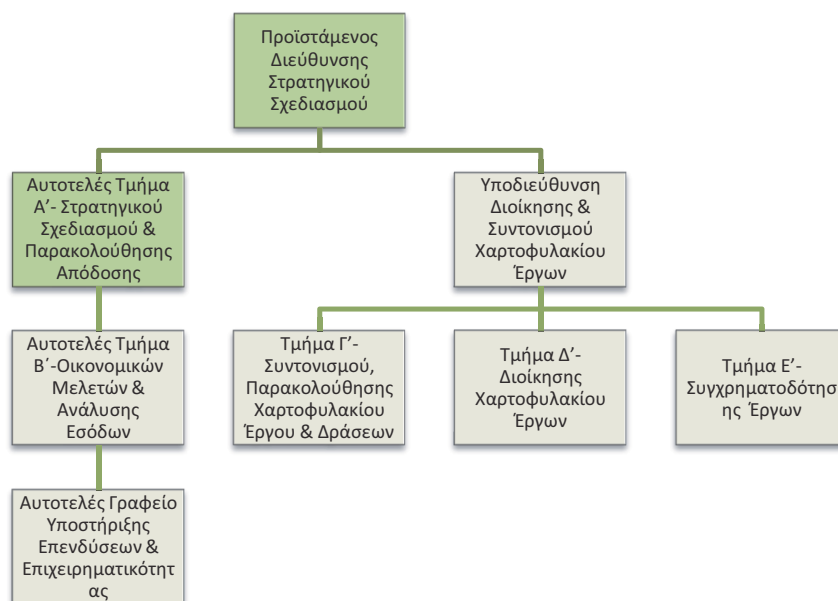 Προϊστάμενος
Διεύθυνσης
Στρατηγικού
Σχεδιασμού
Αυτοτελές Τμήμα
Α’- Στρατηγικού
Σχεδιασμού &
Παρακολούθησης
Απόδοσης
Υποδιεύθυνση
Διοίκησης &
Συντονισμού
Χαρτοφυλακίου
Έργων
Αυτοτελές Τμήμα
Β΄-Οικονομικών
Μελετών &
Ανάλυσης
Εσόδων
Τμήμα Γ’-
Συντονισμού,
Παρακολούθησης
Χαρτοφυλακίου
Έργου & Δράσεων
Τμήμα Δ’-
Διοίκησης
Χαρτοφυλακίου
Έργων
Τμήμα Ε’-
Συγχρηματοδότησ
ης Έργων
Αυτοτελές Γραφείο
Υποστήριξης
Επενδύσεων &
Επιχειρηματικότητ
ας